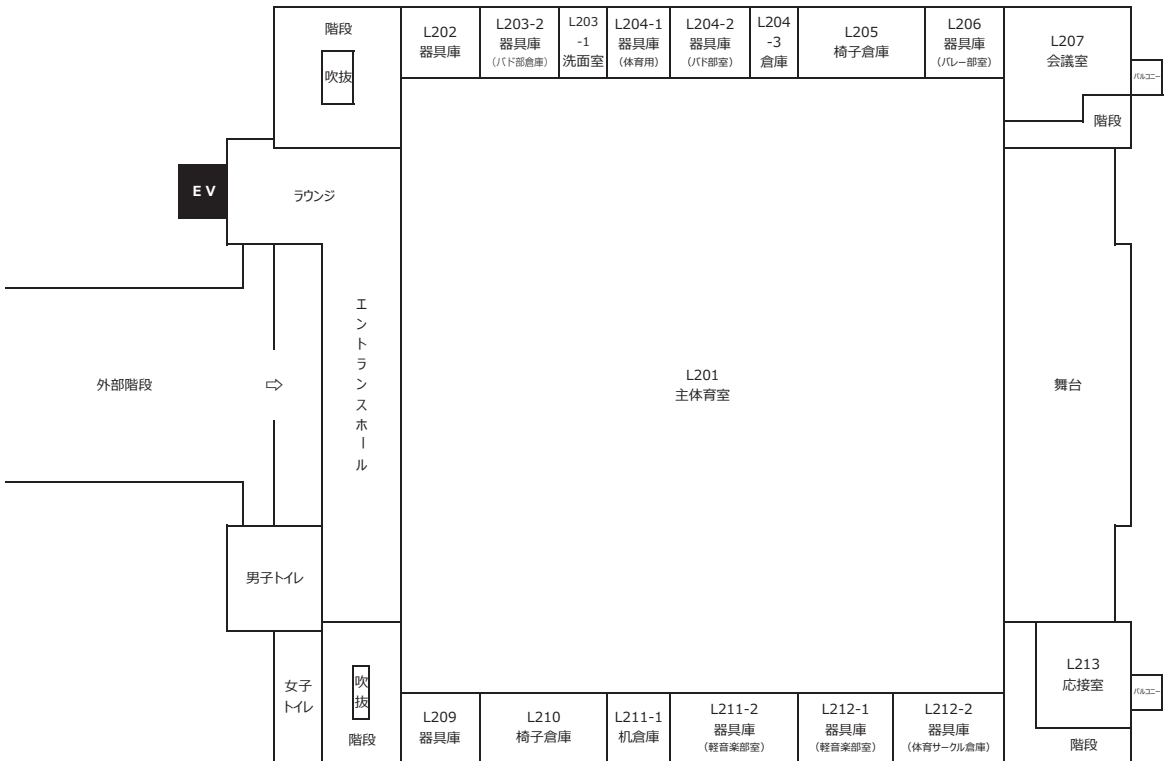 階段
吹抜
L202
器具庫
L203-2
器具庫
(バド部倉庫)
L203
-1
洗面室
L204-1
器具庫
(体育用)
L204-2
器具庫
(バド部室)
L204
-3
倉庫
L205
椅子倉庫
L206
器具庫
(バレー部室)
L207
会議室
バルコニー
階段
EV
ラウンジ
エントランスホール
外部階段
⇨
L201
主体育室
舞台
男子トイレ
女子
トイレ
吹
抜
階段
L209
器具庫
L210
椅子倉庫
L211-1
机倉庫
L211-2
器具庫
(軽音楽部室)
L212-1
器具庫
(軽音楽部室)
L212-2
器具庫
(体育サークル倉庫)
L213
応接室
バルコニー
階段